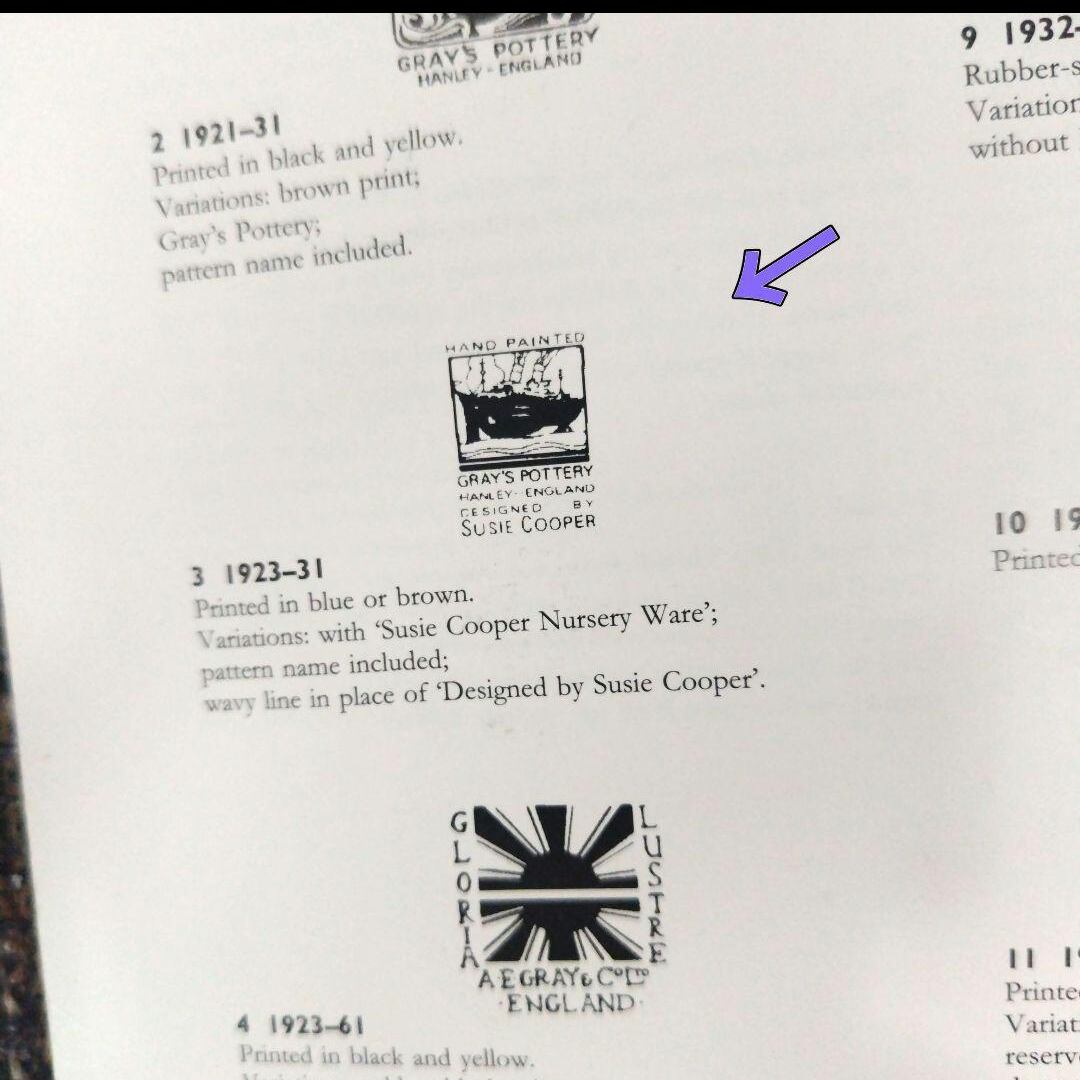 GRAY'S POTTERY
HANLEY - ENGLAND
2 1921–31
Printed in black and yellow.
Variations: brown print;
Gray's Pottery;
pattern name included.
HAND PAINTED
GRAY'S POTTERY
HANLEY - ENGLAND
DESIGNED BY
SUSIE COOPER
3 1923–31
Printed in blue or brown.
Variations: with ‘Susie Cooper Nursery Ware’;
pattern name included;
wavy line in place of ‘Designed by Susie Cooper’.
GLORIA LUSTRE
A E GRAY & Co LTD
· ENGLAND ·
4 1923–61
Printed in black and yellow.
9 1932-
Rubber-s
Variation
without
10 19
Printed
11 19
Printe
Variat
reserv